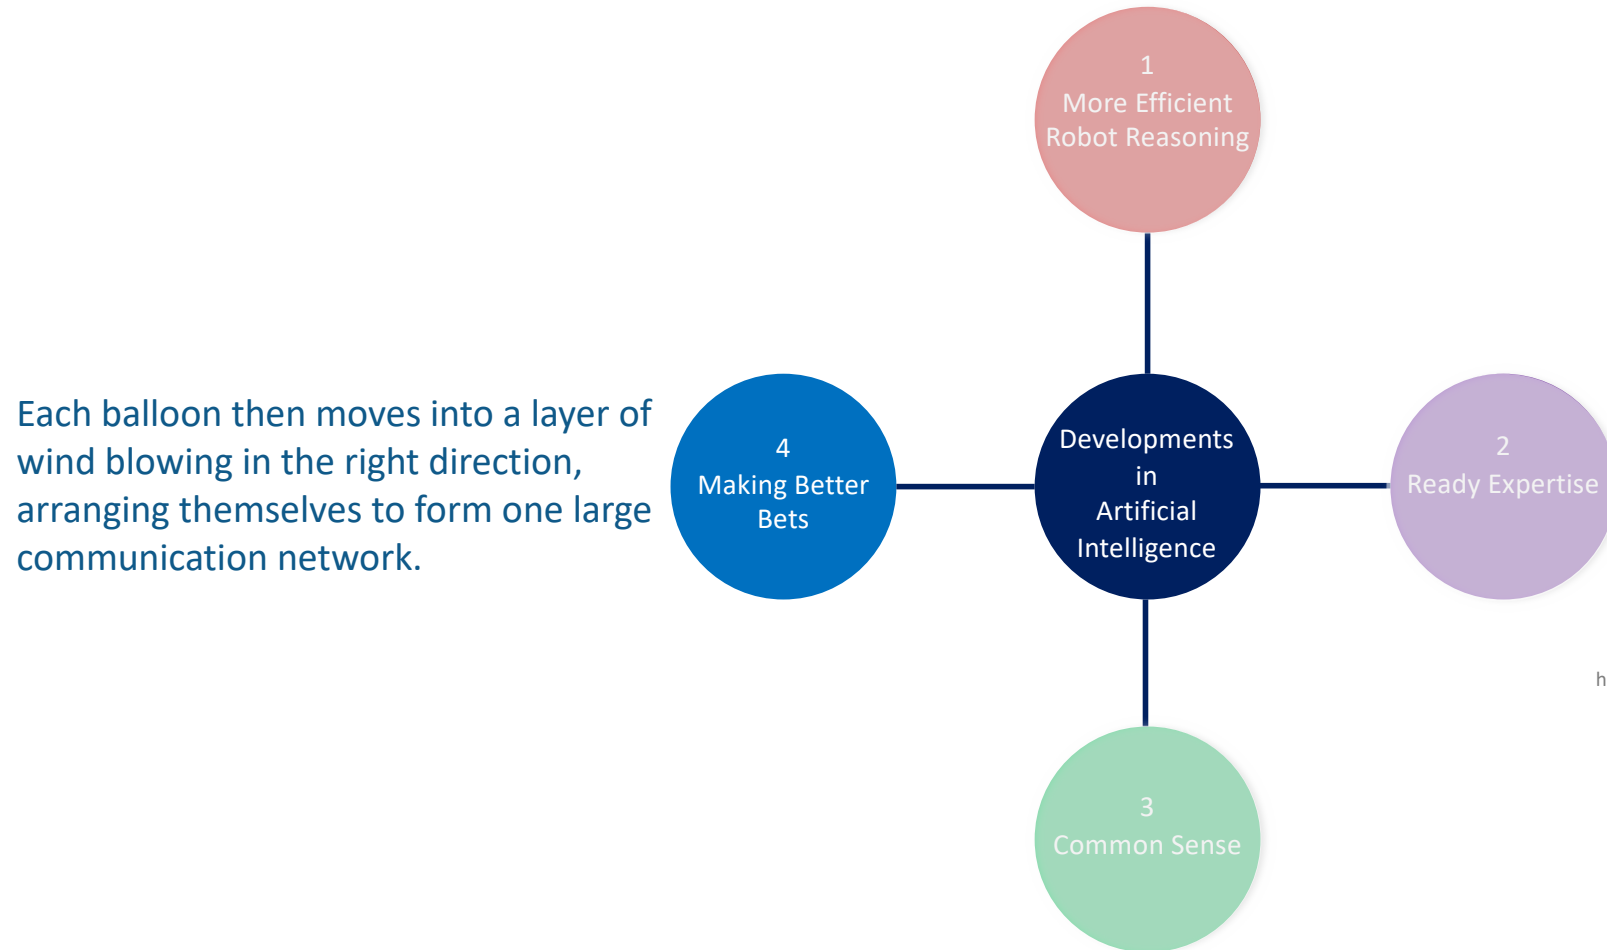 1
More Efficient
Robot Reasoning
Each balloon then moves into a layer of
wind blowing in the right direction,
arranging themselves to form one large
communication network.
4
Making Better
Bets
Developments
in
Artificial
Intelligence
2
Ready Expertise
h
3
Common Sense